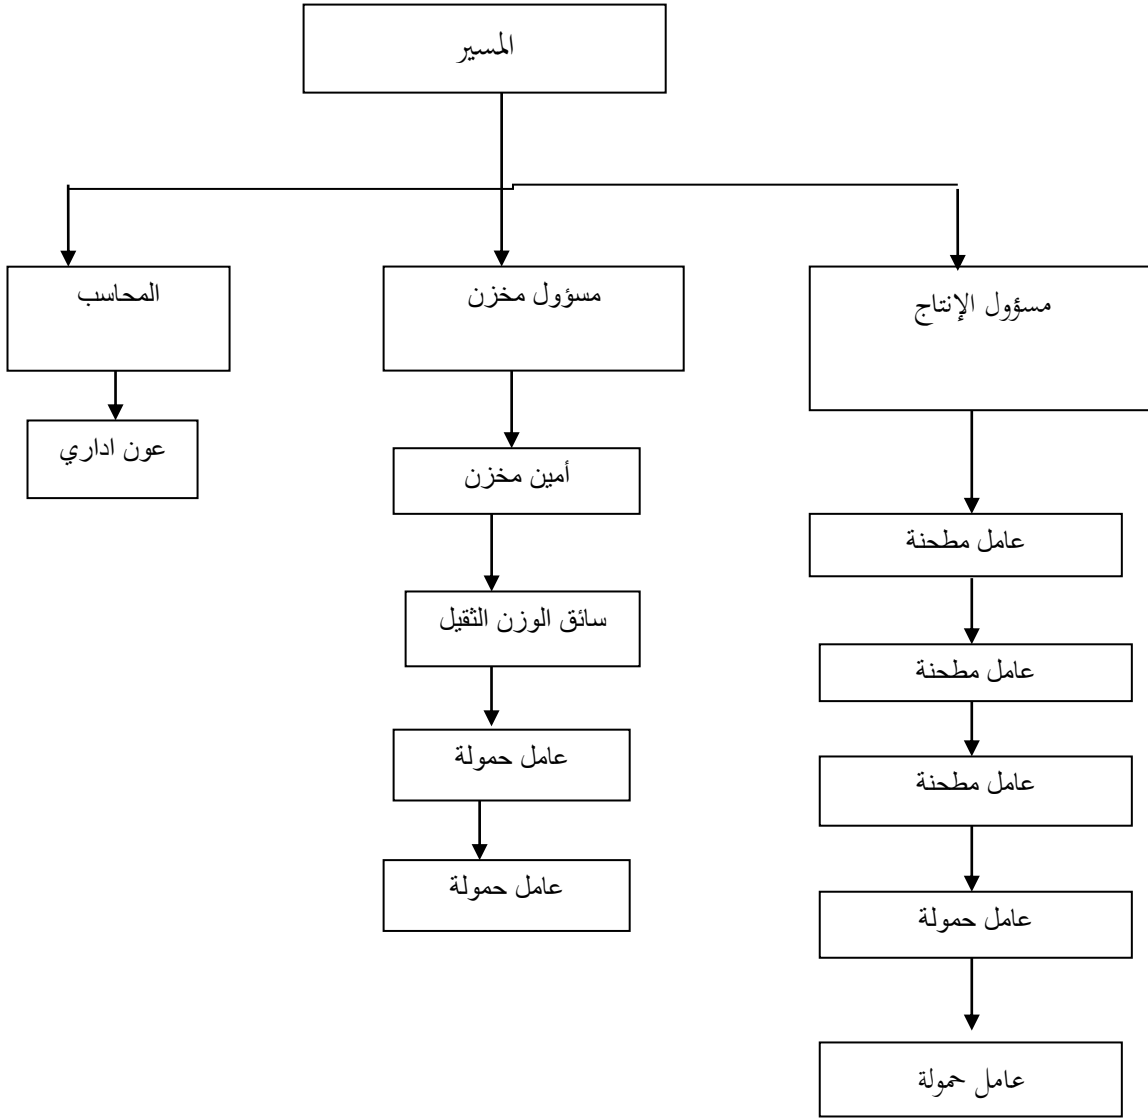 المسير
مسؤول الإنتاج
مسؤول مخزن
المحاسب
عون اداري
أمين مخزن
عامل مطحنة
سائق الوزن الثقيل
عامل مطحنة
عامل حمولة
عامل مطحنة
عامل حمولة
عامل حمولة
عامل حمولة